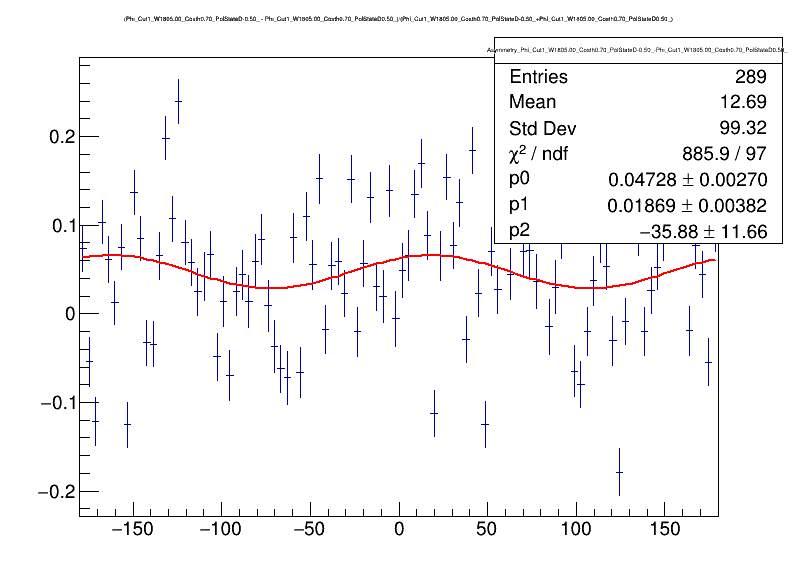 (Phi_Cut1_W1805.00_Costh0.70_PolStateD-0.50_ - Phi_Cut1_W1805.00_Costh0.70_PolStateD0.50_)/(Phi_Cut1_W1805.00_Costh0.70_PolStateD-0.50_+Phi_Cut1_W1805.00_Costh0.70_PolStateD0.50_)
Asymmetry_Phi_Cut1_W1805.00_Costh0.70_PolStateD-0.50_-Phi_Cut1_W1805.00_Costh0.70_PolStateD0.50_
Entries 289
Mean 12.69
Std Dev 99.32
χ² / ndf 885.9 / 97
p0 0.04728 ± 0.00270
p1 0.01869 ± 0.00382
p2 −35.88 ± 11.66
0.2
0.1
0
−0.1
−0.2
−150 −100 −50 0 50 100 150